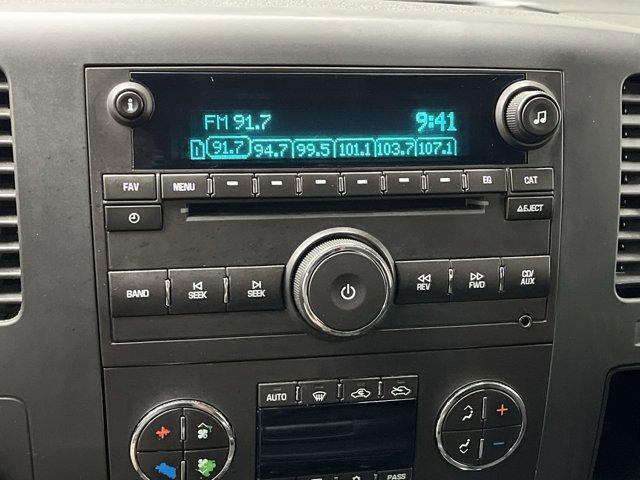 i
FM 91.7 9:41
1 91.7 94.7 99.5 101.1 103.7 107.1
FAV MENU EQ CAT
EJECT
BAND SEEK SEEK REV FWD CD/AUX
AUTO
PASS